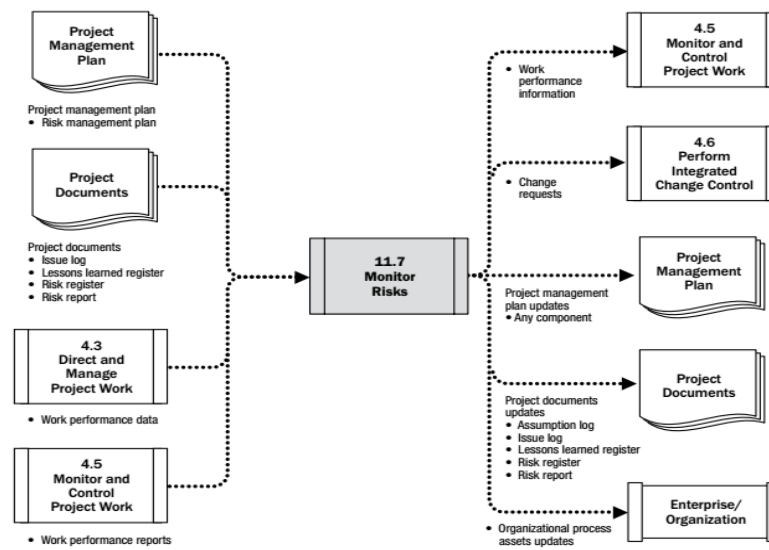 Project
Management
Plan
Project management plan
• Risk management plan
Project
Documents
Project documents
• Issue log
• Lessons learned register
• Risk register
• Risk report
4.3
Direct and
Manage
Project Work
• Work performance data
4.5
Monitor and
Control
Project Work
• Work performance reports
11.7
Monitor
Risks
• Work
performance
information
4.5
Monitor and
Control
Project Work
• Change
requests
4.6
Perform
Integrated
Change Control
Project management
plan updates
• Any component
Project
Management
Plan
Project documents
updates
• Assumption log
• Issue log
• Lessons learned register
• Risk register
• Risk report
Project
Documents
• Organizational process
assets updates
Enterprise/
Organization